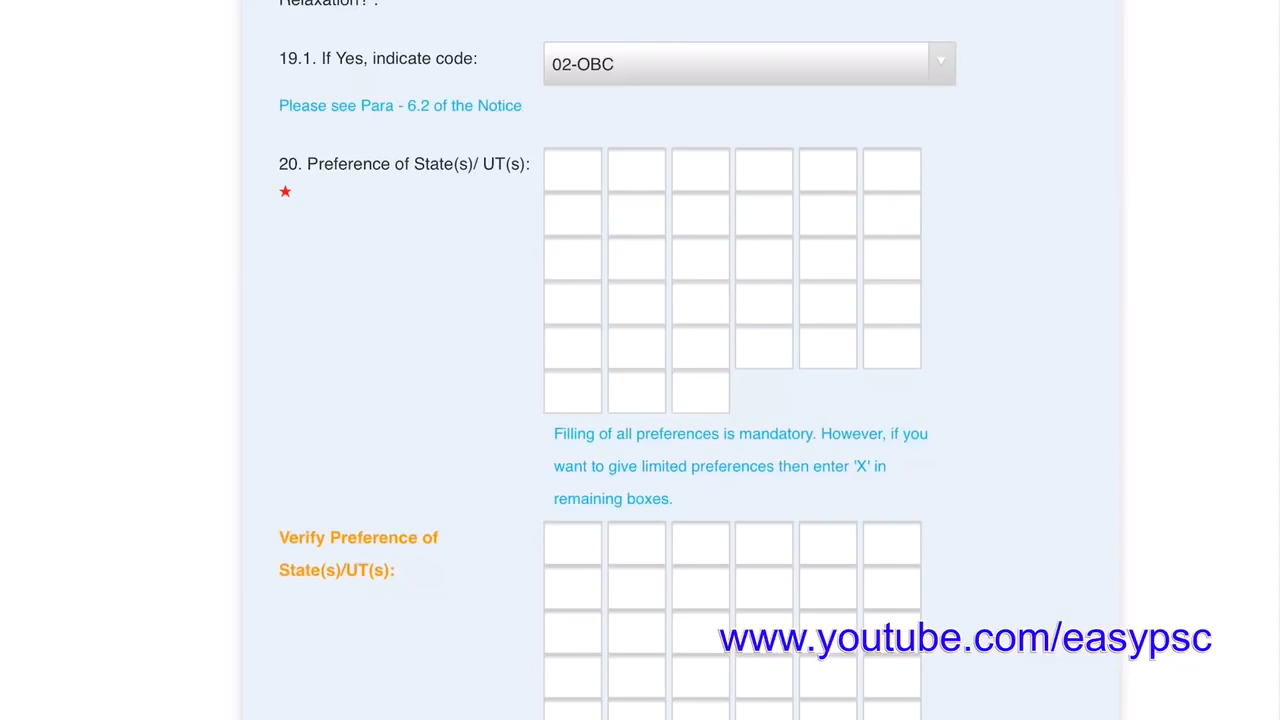 Relaxation? :
19.1. If Yes, indicate code:
02-OBC
Please see Para - 6.2 of the Notice
20. Preference of State(s)/ UT(s):
★
Filling of all preferences is mandatory. However, if you
want to give limited preferences then enter 'X' in
remaining boxes.
Verify Preference of
State(s)/UT(s):
www.youtube.com/easypsc